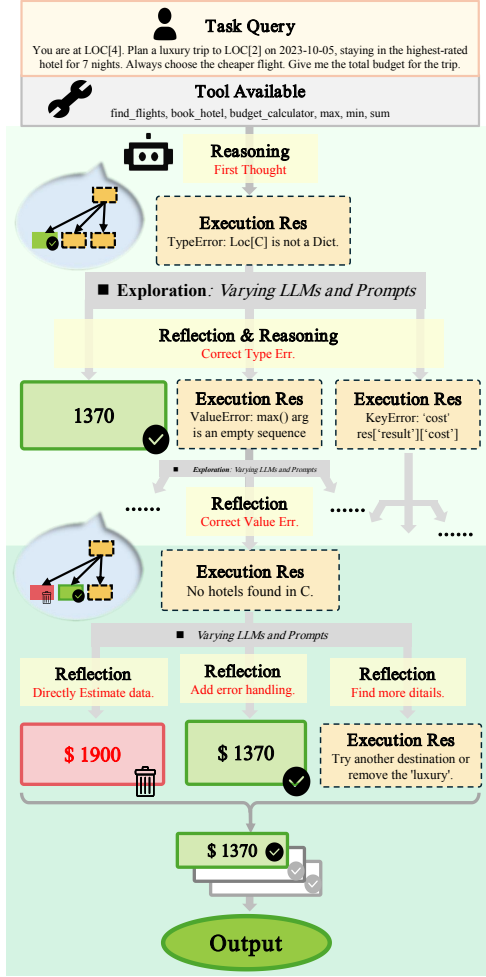 Task Query
You are at LOC[4]. Plan a luxury trip to LOC[2] on 2023-10-05, staying in the highest-rated
hotel for 7 nights. Always choose the cheaper flight. Give me the total budget for the trip.
Tool Available
find_flights, book_hotel, budget_calculator, max, min, sum
Reasoning
First Thought
Execution Res
TypeError: Loc[C] is not a Dict.
■ Exploration: Varying LLMs and Prompts
Reflection & Reasoning
Correct Type Err.
1370
Execution Res
ValueError: max() arg
is an empty sequence
Execution Res
KeyError: ‘cost’
res[‘result’][‘cost’]
■ Exploration: Varying LLMs and Prompts
......
Reflection
Correct Value Err.
......
......
Execution Res
No hotels found in C.
■ Varying LLMs and Prompts
Reflection
Directly Estimate data.
Reflection
Add error handling.
Reflection
Find more ditails.
$ 1900
$ 1370
Execution Res
Try another destination or
remove the 'luxury'.
$ 1370
Output